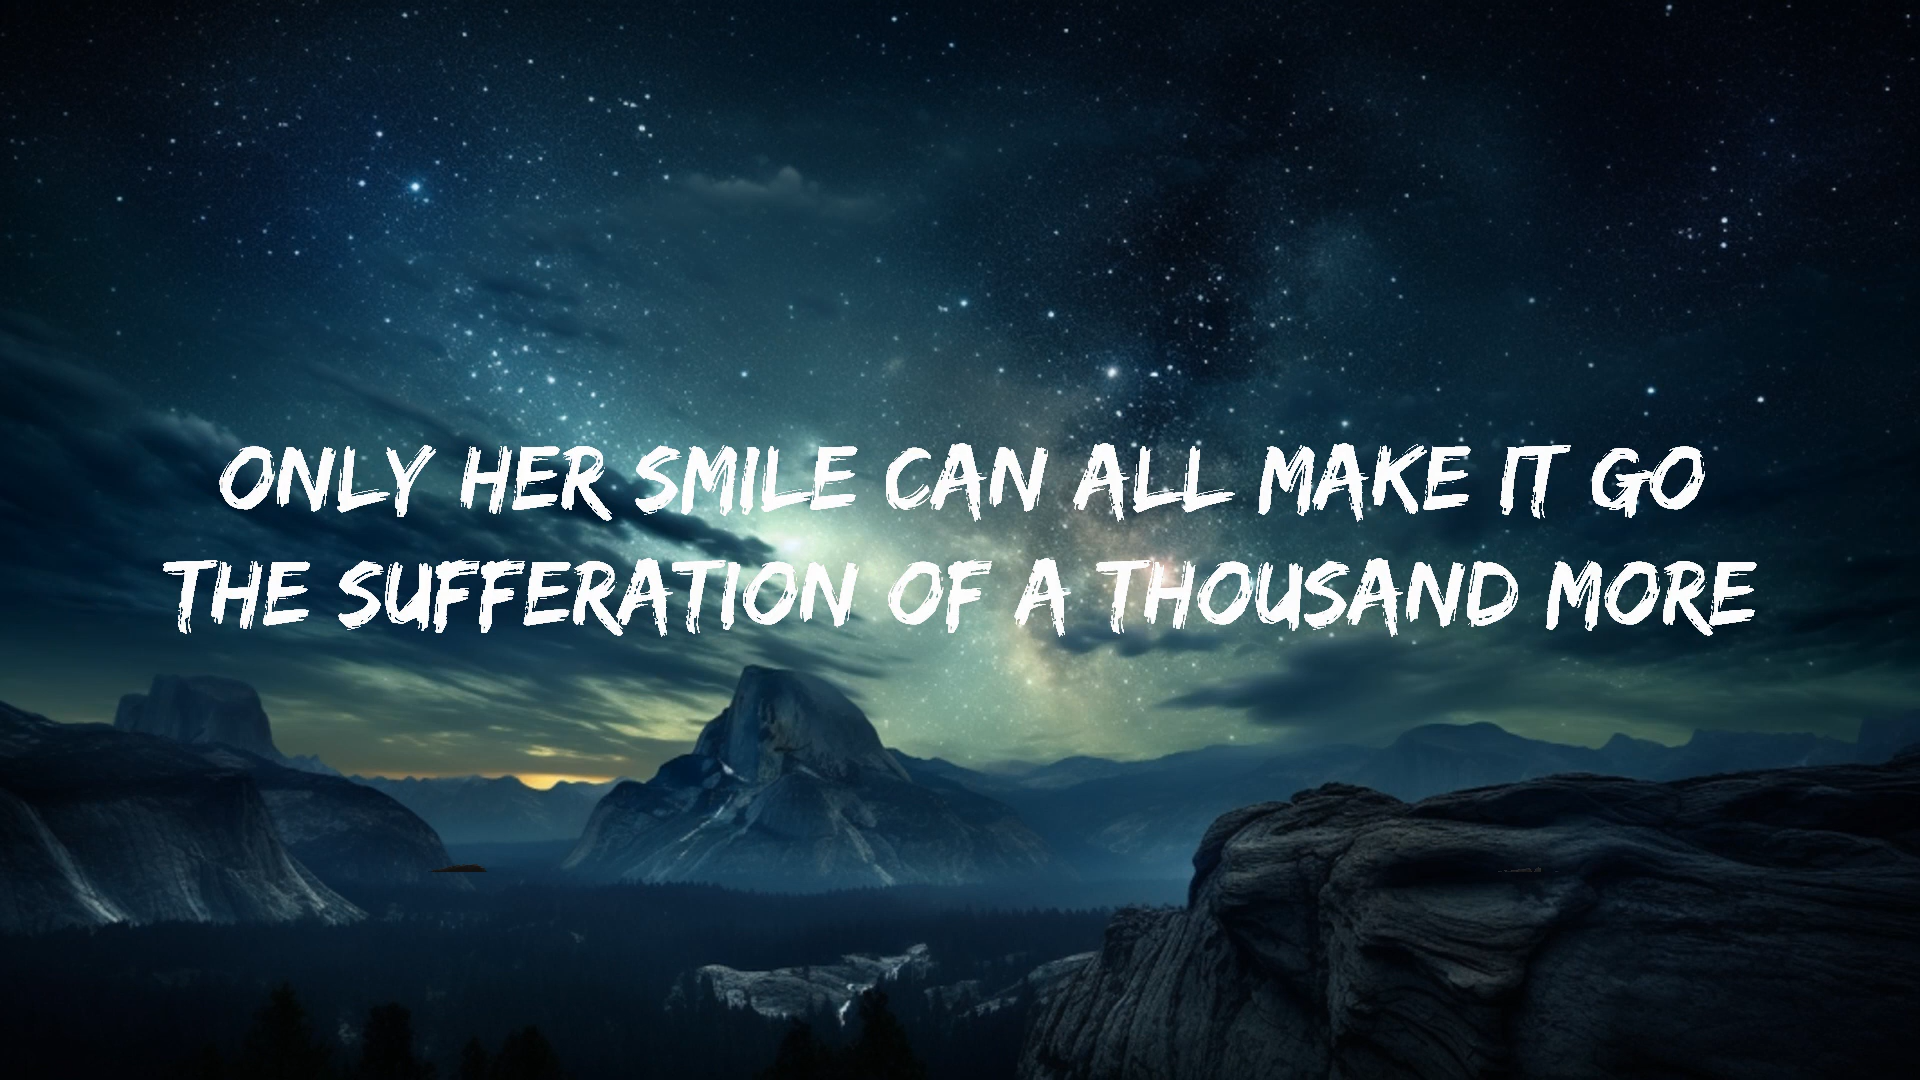 ONLY HER SMILE CAN ALL MAKE IT GO
THE SUFFERATION OF A THOUSAND MORE